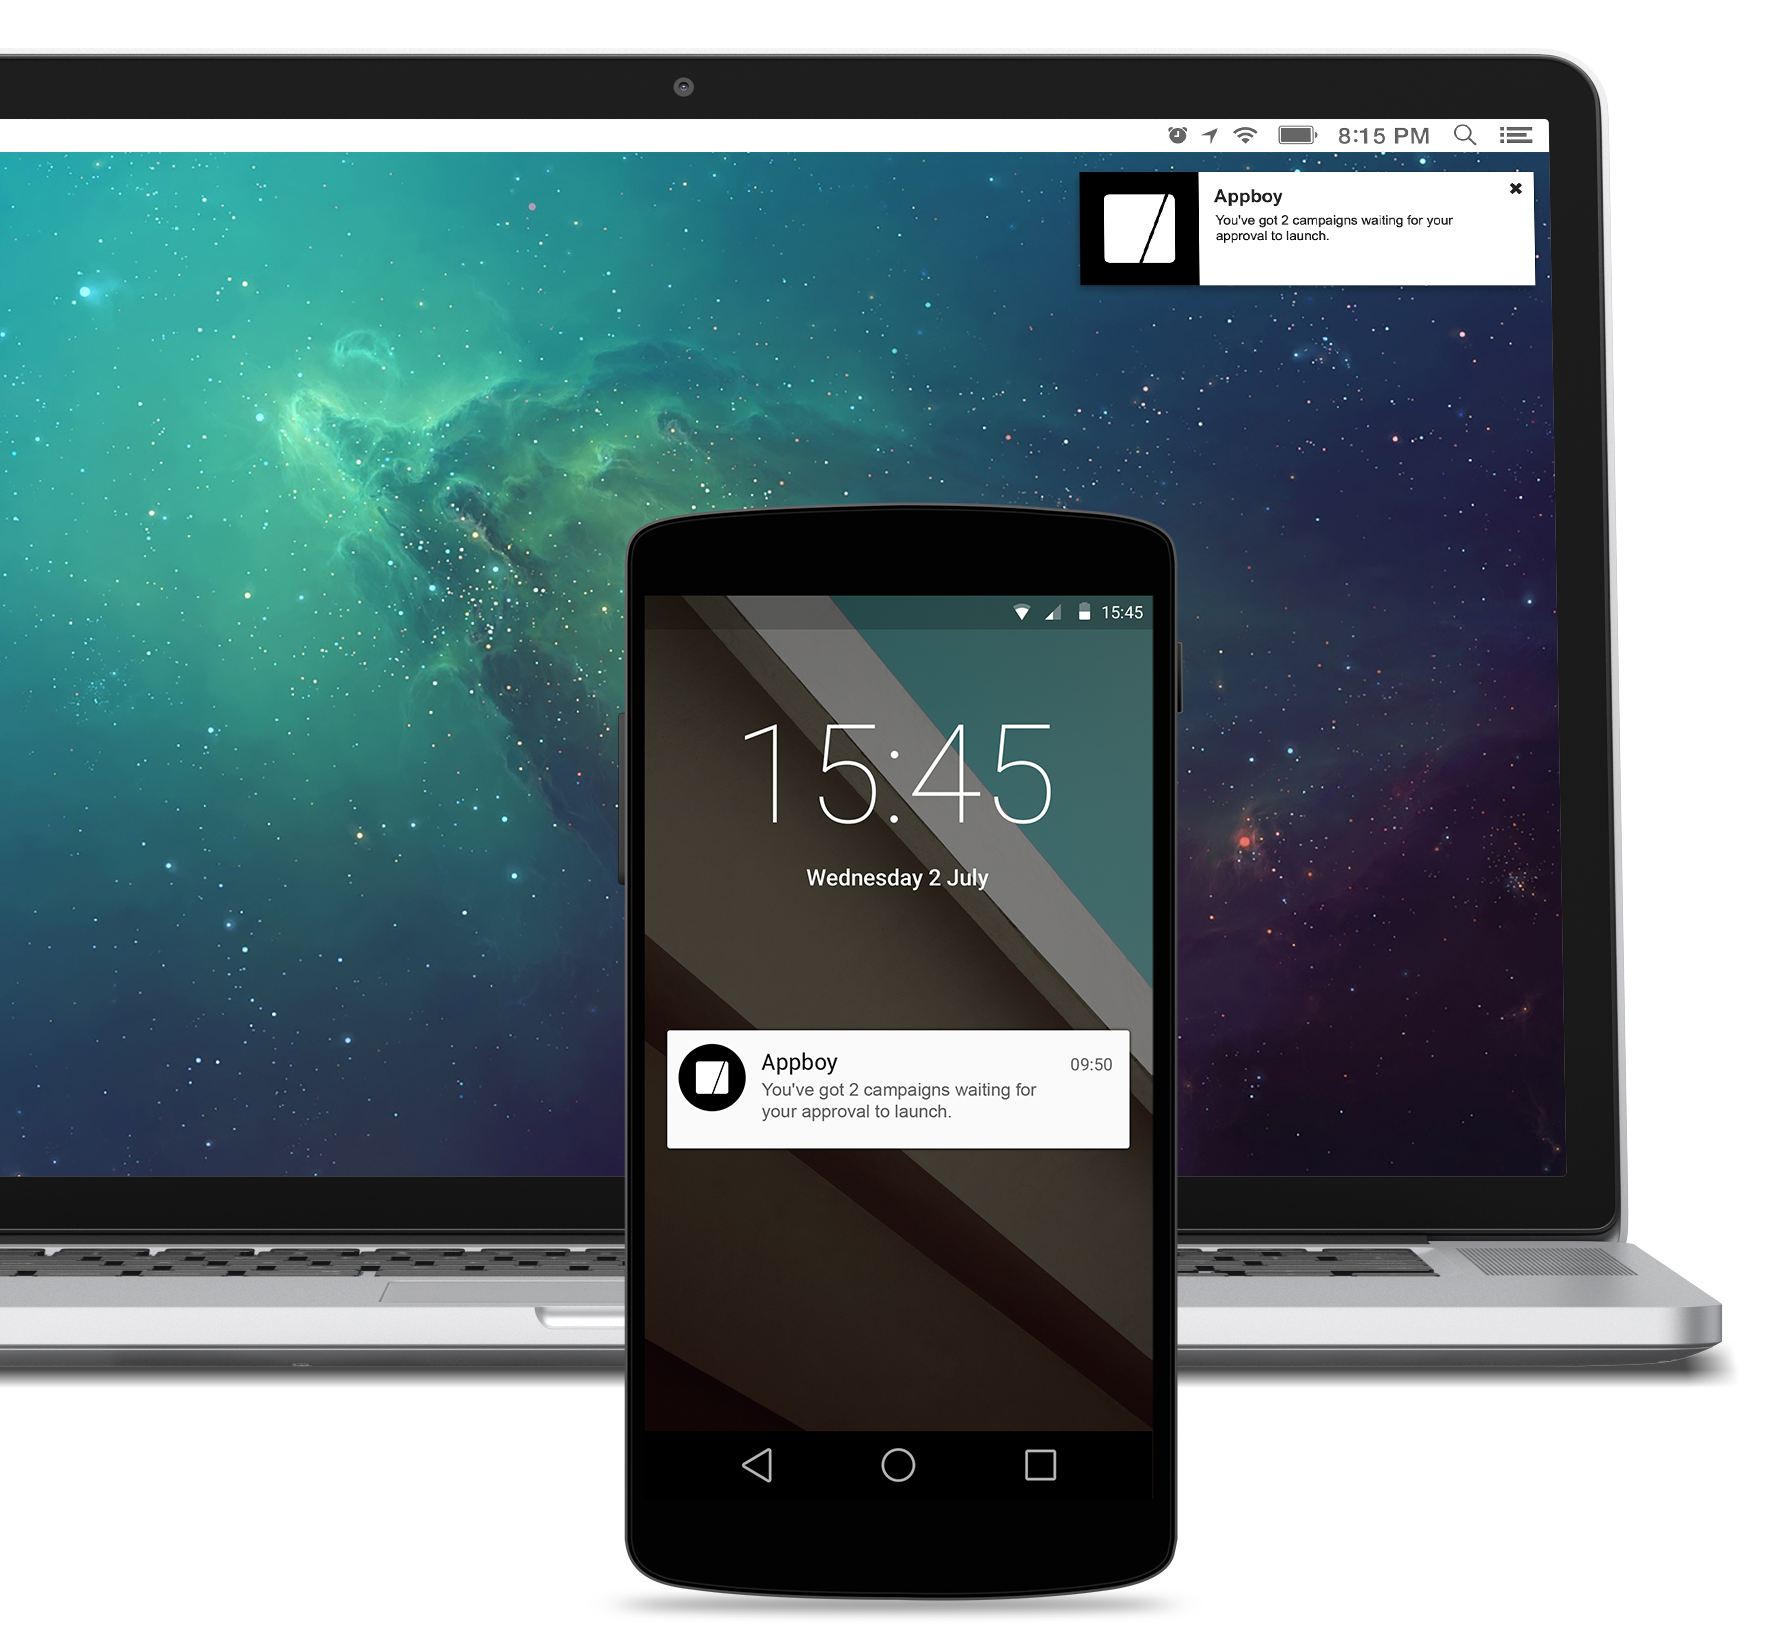 8:15 PM
Appboy
You've got 2 campaigns waiting for your
approval to launch.
15:45
15:45
Wednesday 2 July
Appboy
09:50
You've got 2 campaigns waiting for
your approval to launch.